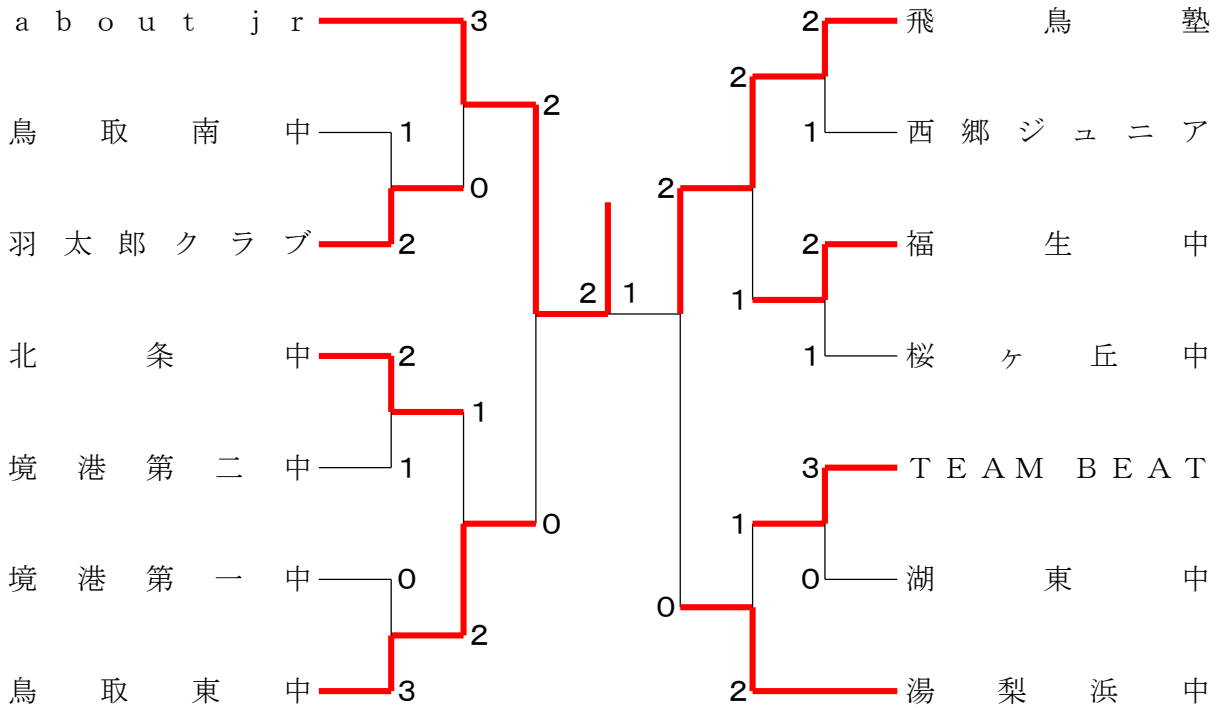 about jr 3 2 飛鳥塾
2 2
鳥取南中 1 1 西郷ジュニア
0 2
羽太郎クラブ 2 2 福生中
2 1 1
北条中 2 1 桜ヶ丘中
1
境港第二中 1 3 TEAM BEAT
0 1
境港第一中 0 0 湖東中
2 0
鳥取東中 3 2 湯梨浜中